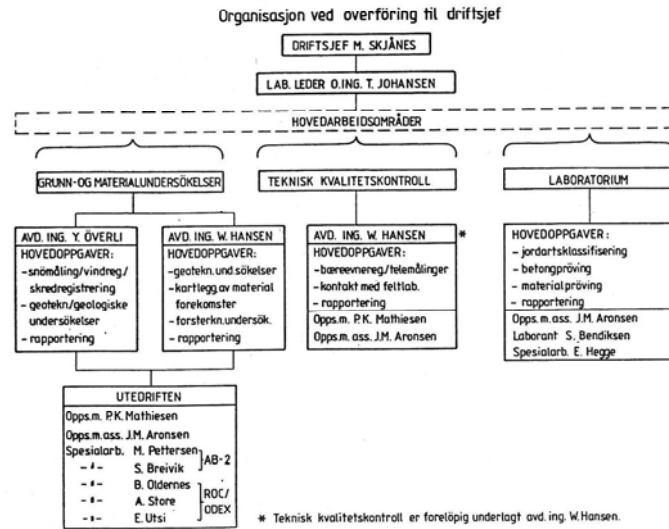 Organisasjon ved overföring til driftsjef
DRIFTSJEF M. SKJÅNES
LAB. LEDER O.ING. T. JOHANSEN
HOVEDARBEIDSOMRÅDER
GRUNN-OG MATERIALUNDERSÖKELSER
TEKNISK KVALITETSKONTROLL
LABORATORIUM
AVD. ING. Y. ÖVERLI
HOVEDOPPGAVER:
-snömåling/vindreg./
skredregistrering
-geotekn/geologiske
undersökelser
- rapportering
AVD. ING. W. HANSEN
HOVEDOPPGAVER:
-geotekn.und.sökelser
-kartlegg.av material
forekomster
-forsterkn.undersök.
- rapportering
AVD. ING. W. HANSEN *
HOVEDOPPGAVER:
-bæreevnereg/telemålinger
-kontakt med feltlab.
-rapportering
Opps.m. P.K. Mathiesen
Opps.m. ass. J.M. Aronsen
HOVEDOPPGAVER:
-jordartsklassifisering
-betongpröving
-materialpröving
- rapportering
Opps.m. ass. J.M. Aronsen
Laborant S. Bendiksen
Spesialarb. E. Hegge
UTEDRIFTEN
Opps.m. P.K. Mathiesen
Opps.m.ass. J.M. Aronsen
Spesialarb. M. Pettersen
-"- S. Breivik AB-2
-"- B. Oldernes
-"- A. Store ROC/
-"- E. Utsi ODEX
* Teknisk kvalitetskontroll er forelöpig underlagt avd. ing. W.Hansen.